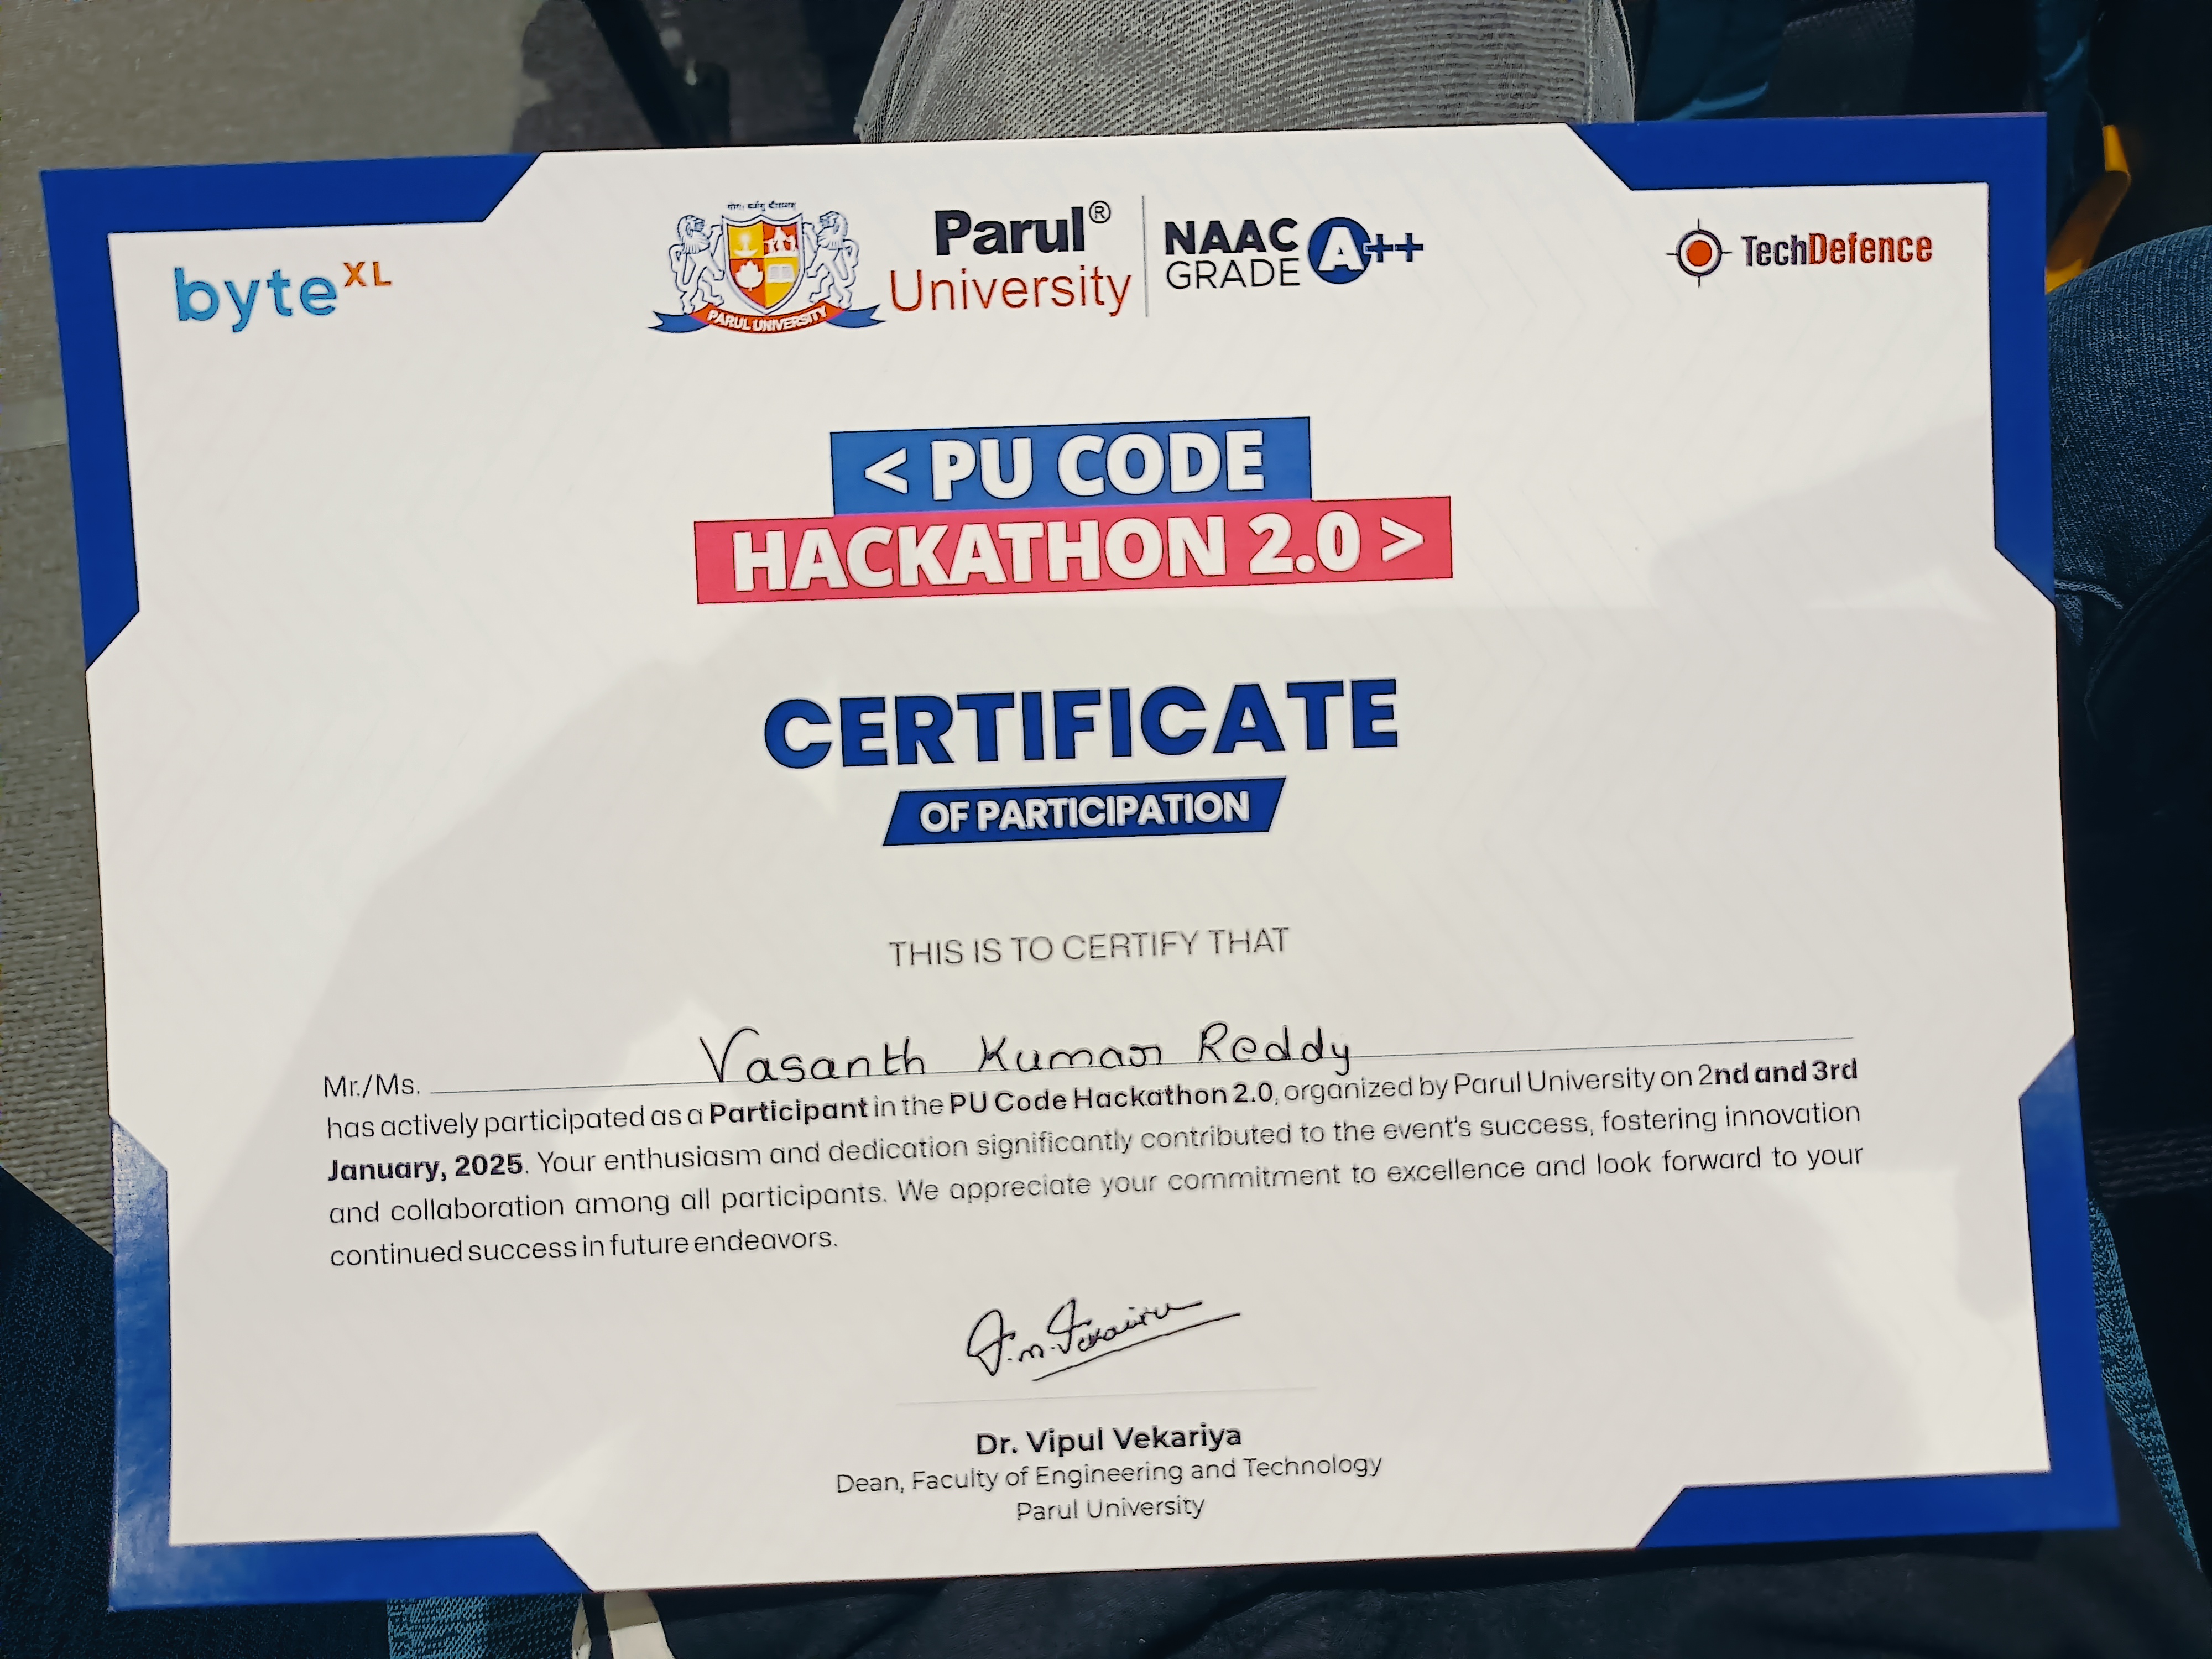 byteXL
PARUL UNIVERSITY
Parul®
University
NAAC
GRADE A++
TechDefence
< PU CODE
HACKATHON 2.0 >
CERTIFICATE
OF PARTICIPATION
THIS IS TO CERTIFY THAT
Mr./Ms. Vasanth Kumar Reddy
has actively participated as a Participant in the PU Code Hackathon 2.0, organized by Parul University on 2nd and 3rd
January, 2025. Your enthusiasm and dedication significantly contributed to the event's success, fostering innovation
and collaboration among all participants. We appreciate your commitment to excellence and look forward to your
continued success in future endeavors.
Dr. Vipul Vekariya
Dean, Faculty of Engineering and Technology
Parul University